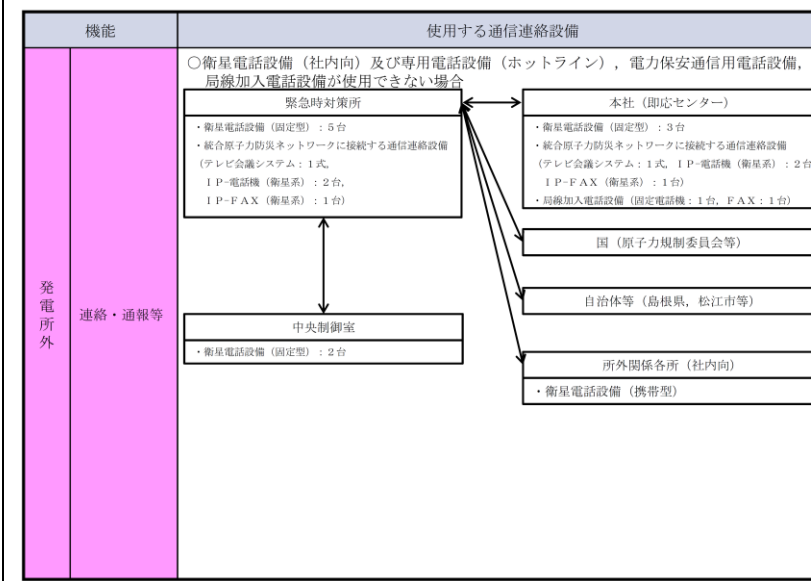 機能
使用する通信連絡設備
発電所外
連絡・通報等
○衛星電話設備（社内向）及び専用電話設備（ホットライン），電力保安通信用電話設備，
局線加入電話設備が使用できない場合
緊急時対策所
・衛星電話設備（固定型）：５台
・統合原子力防災ネットワークに接続する通信連絡設備
（テレビ会議システム：１式，
ＩＰ-電話機（衛星系）：２台，
ＩＰ-ＦＡＸ（衛星系）：１台）
中央制御室
・衛星電話設備（固定型）：２台
本社（即応センター）
・衛星電話設備（固定型）：３台
・統合原子力防災ネットワークに接続する通信連絡設備
（テレビ会議システム：１式，ＩＰ-電話機（衛星系）：２台
ＩＰ-ＦＡＸ（衛星系）：１台）
・局線加入電話設備（固定電話機：１台，ＦＡＸ：１台）
国（原子力規制委員会等）
自治体等（島根県，松江市等）
所外関係各所（社内向）
・衛星電話設備（携帯型）